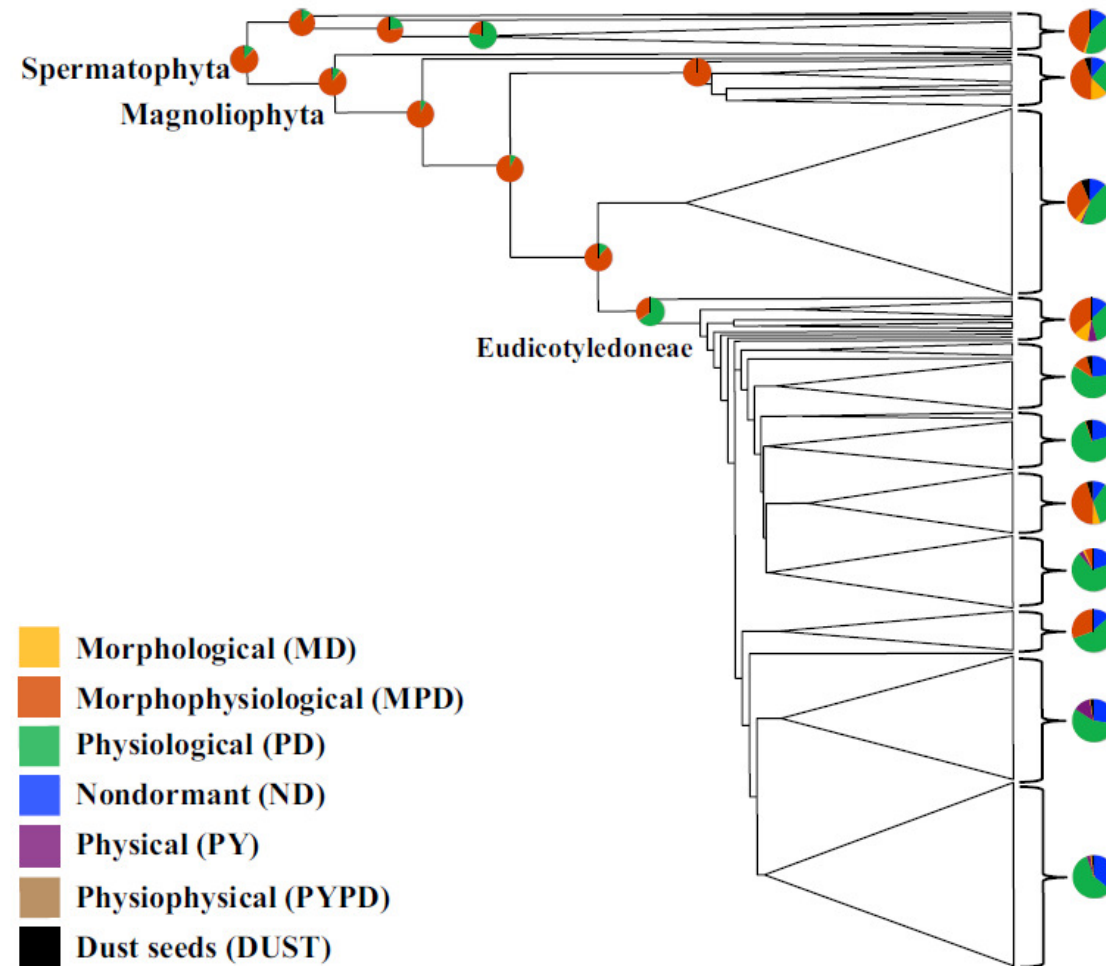 Spermatophyta
Magnoliophyta
Eudicotyledoneae
Morphological (MD)
Morphophysiological (MPD)
Physiological (PD)
Nondormant (ND)
Physical (PY)
Physiophysical (PYPD)
Dust seeds (DUST)